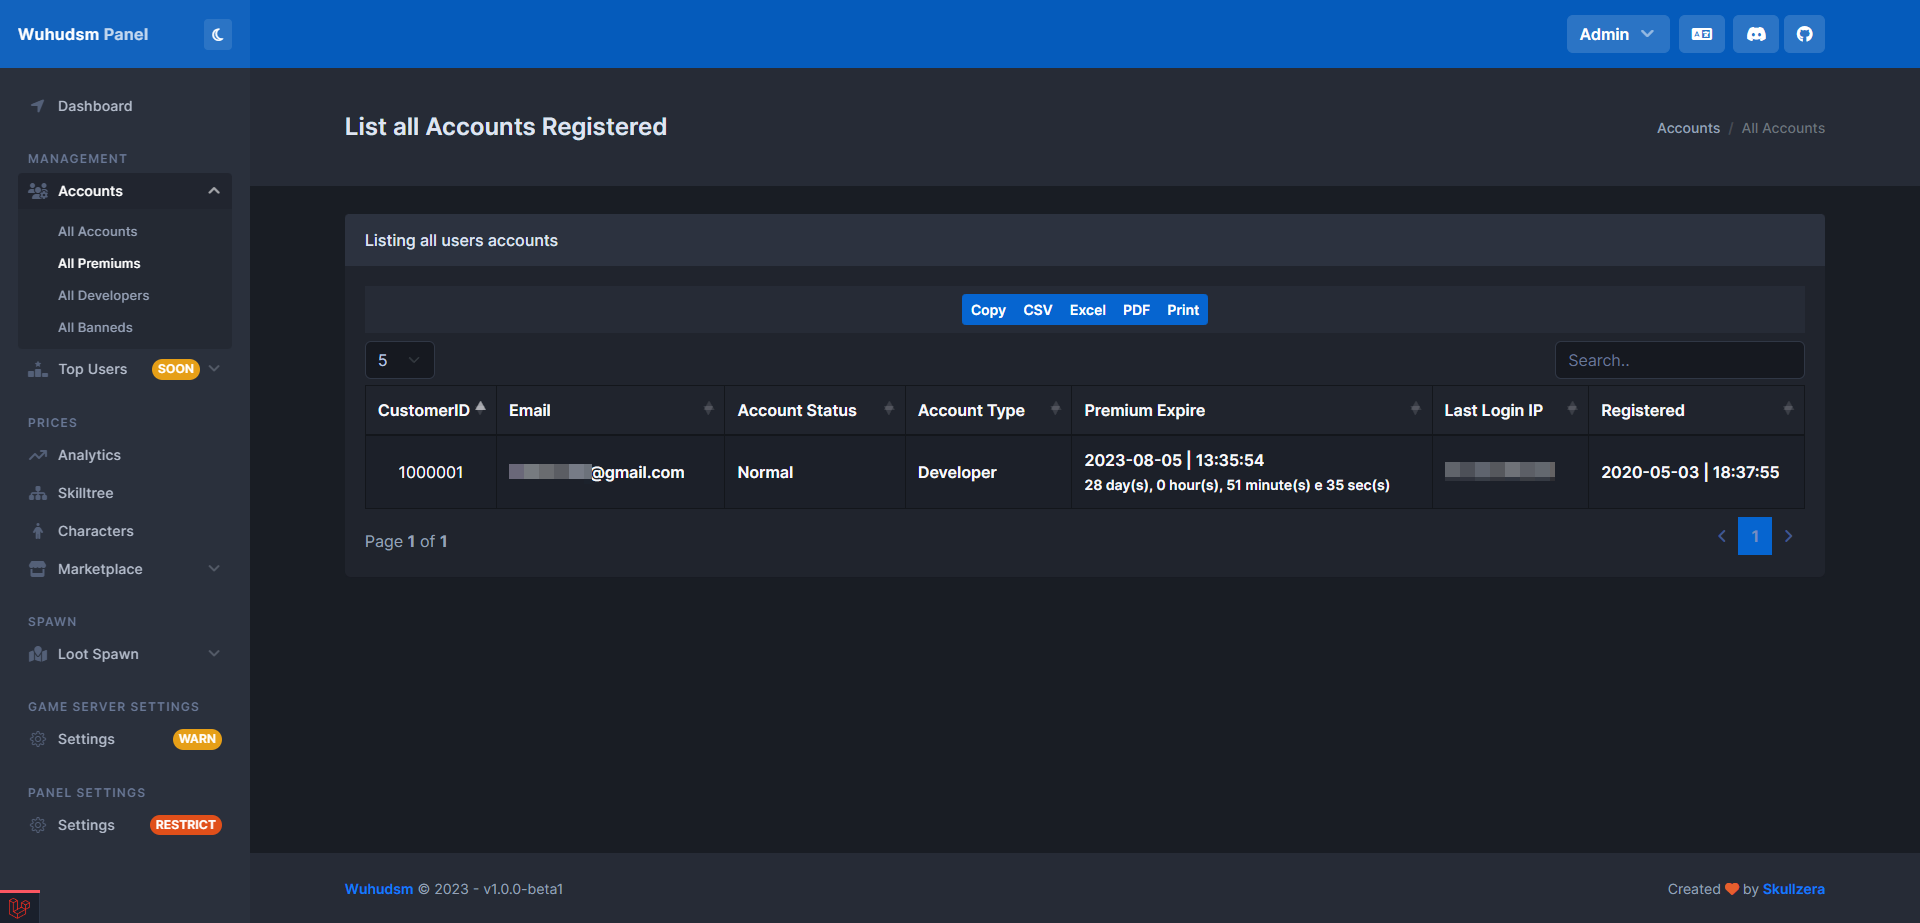 Wuhudsm Panel
Admin
Dashboard
MANAGEMENT
Accounts
All Accounts
All Premiums
All Developers
All Banneds
Top Users SOON
PRICES
Analytics
Skilltree
Characters
Marketplace
SPAWN
Loot Spawn
GAME SERVER SETTINGS
Settings WARN
PANEL SETTINGS
Settings RESTRICT
List all Accounts Registered
Accounts / All Accounts
Listing all users accounts
Copy CSV Excel PDF Print
5
Search..
CustomerID Email Account Status Account Type Premium Expire Last Login IP Registered
1000001 @gmail.com Normal Developer 2023-08-05 | 13:35:54 2020-05-03 | 18:37:55
28 day(s), 0 hour(s), 51 minute(s) e 35 sec(s)
Page 1 of 1
1
Wuhudsm © 2023 - v1.0.0-beta1
Created by Skullzera